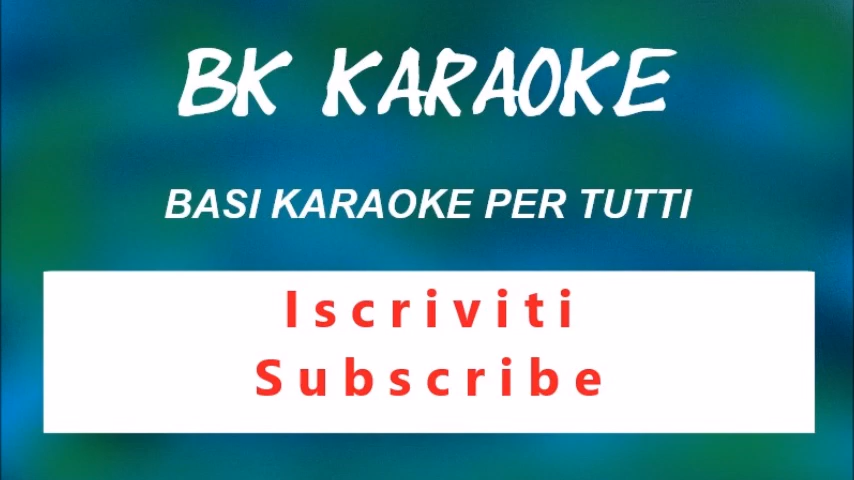 BK KARAOKE
BASI KARAOKE PER TUTTI
Iscriviti
Subscribe